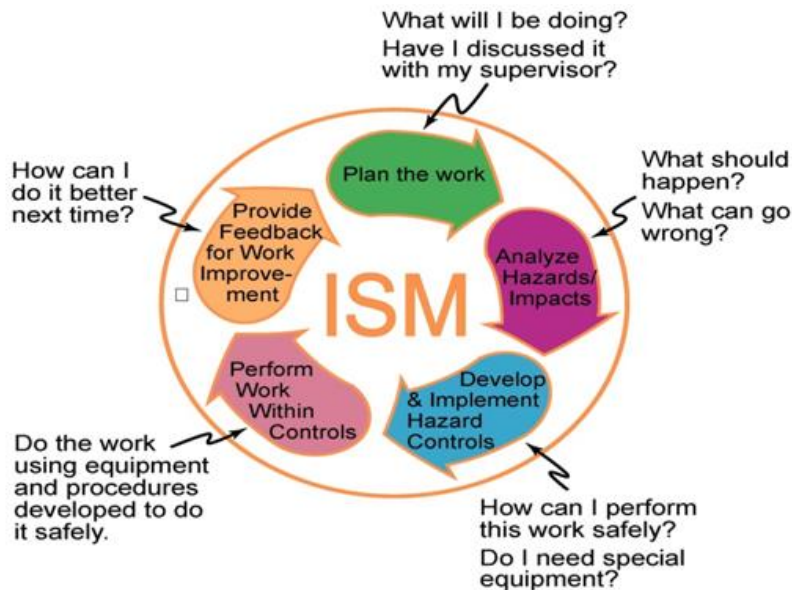 What will I be doing?
Have I discussed it
with my supervisor?
Plan the work
What should
happen?
What can go
wrong?
Analyze
Hazards/
Impacts
Develop
& Implement
Hazard
Controls
How can I perform
this work safely?
Do I need special
equipment?
Perform
Work
Within
Controls
Do the work
using equipment
and procedures
developed to do
it safely.
Provide
Feedback
for Work
Improve-
ment
How can I
do it better
next time?
ISM